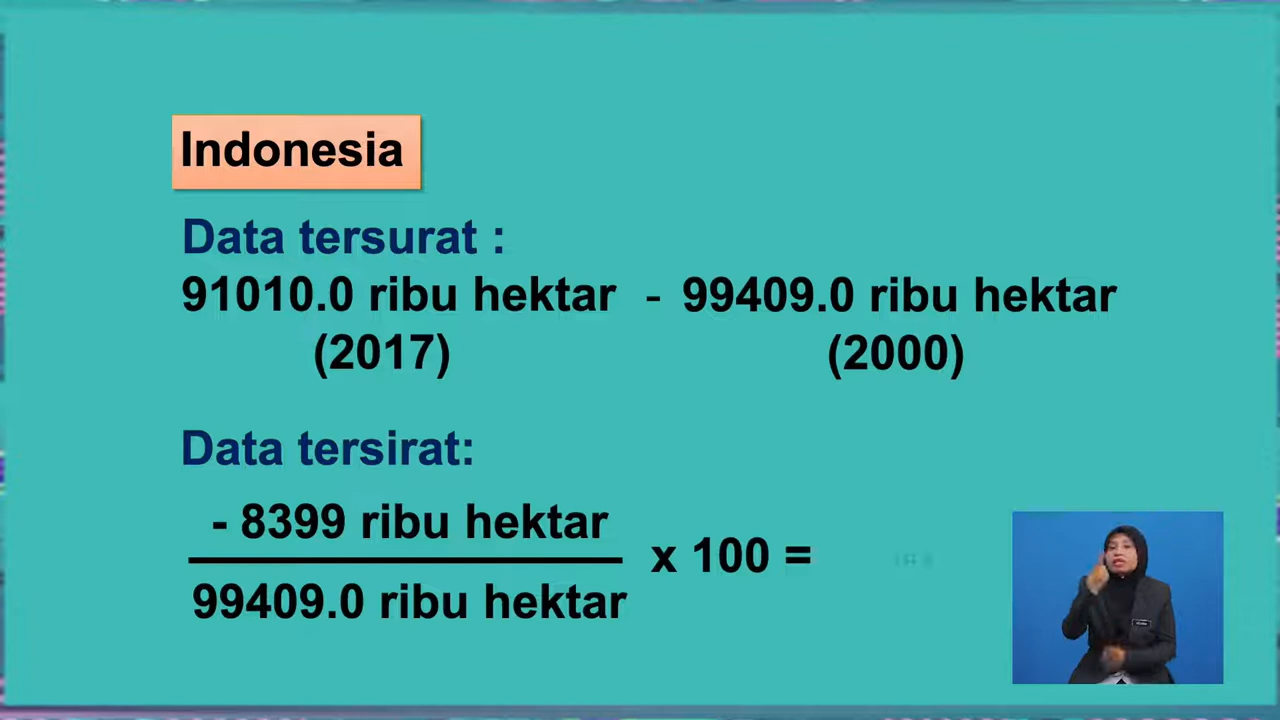 Indonesia
Data tersurat :
91010.0 ribu hektar - 99409.0 ribu hektar
(2017) (2000)
Data tersirat:
- 8399 ribu hektar
x 100 =
99409.0 ribu hektar